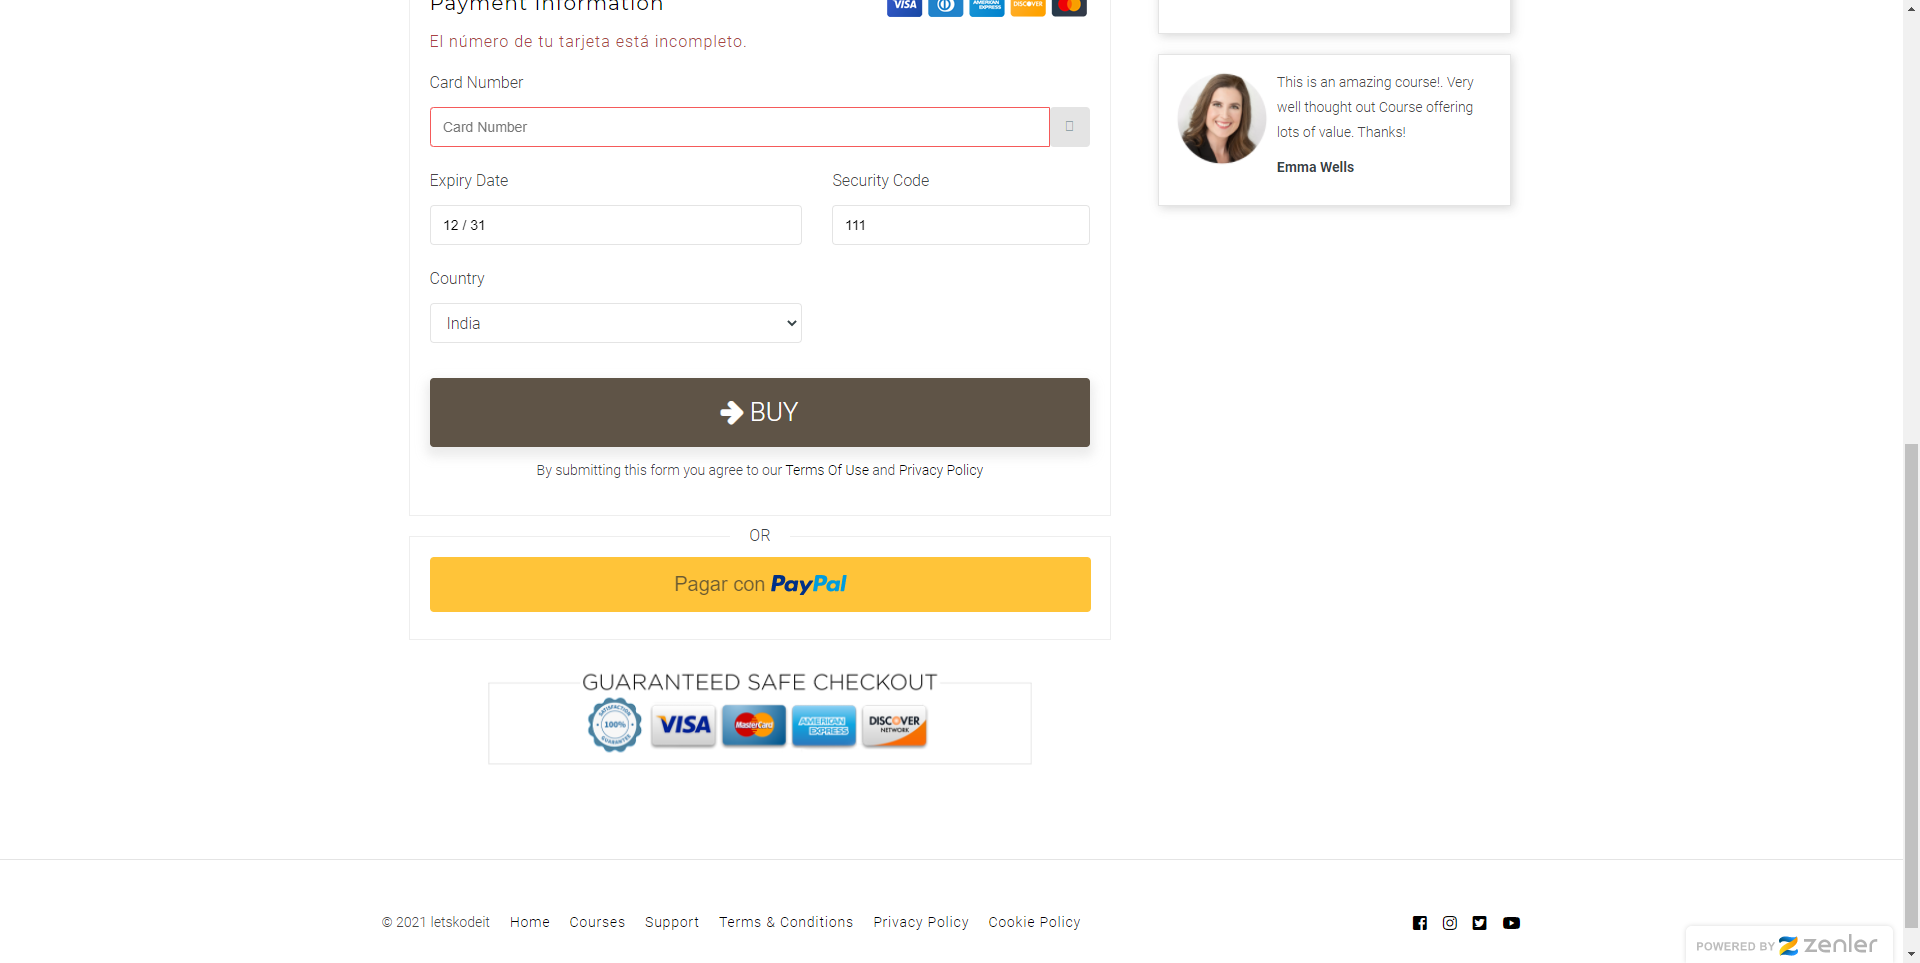 Payment Information
VISA
AMERICAN EXPRESS
DISCOVER
El número de tu tarjeta está incompleto.
Card Number
Card Number
Expiry Date
Security Code
12 / 31
111
Country
India
BUY
By submitting this form you agree to our Terms Of Use and Privacy Policy
OR
Pagar con PayPal
GUARANTEED SAFE CHECKOUT
SATISFACTION
100%
GUARANTEE
VISA
MasterCard
AMERICAN EXPRESS
DISCOVER
NETWORK
This is an amazing course!. Very
well thought out Course offering
lots of value. Thanks!
Emma Wells
© 2021 letskodeit Home Courses Support Terms & Conditions Privacy Policy Cookie Policy
POWERED BY zenler